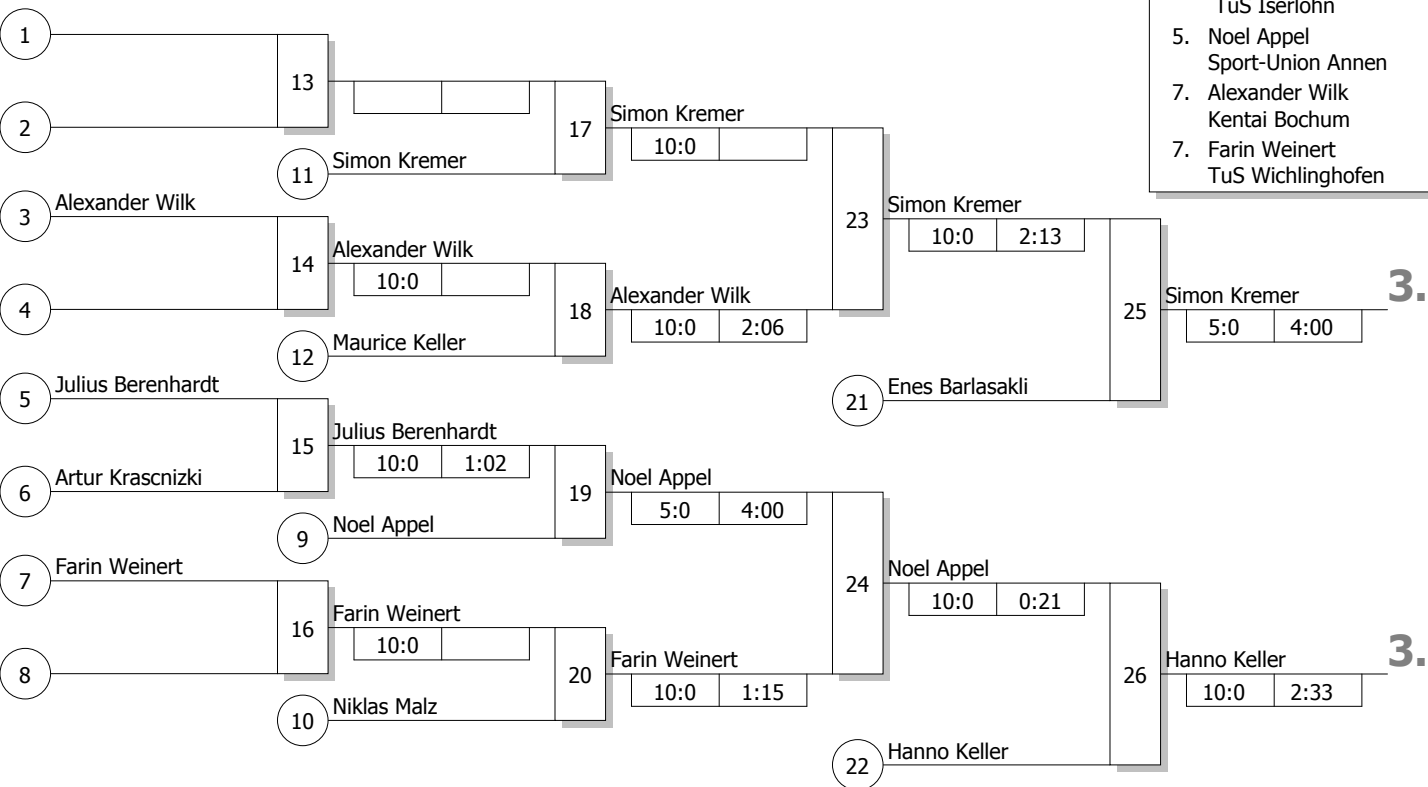 TuS Iserlohn
5. Noel Appel
Sport-Union Annen
7. Alexander Wilk
Kentai Bochum
7. Farin Weinert
TuS Wichlinghofen
1
13
2
17
Simon Kremer
10:0
11
Simon Kremer
3
Alexander Wilk
14
Alexander Wilk
10:0
4
18
Alexander Wilk
10:0 2:06
12
Maurice Keller
23
Simon Kremer
10:0 2:13
25
Simon Kremer
3.
5:0 4:00
21
Enes Barlasakli
5
Julius Berenhardt
15
Julius Berenhardt
10:0 1:02
6
Artur Krascnizki
19
Noel Appel
5:0 4:00
9
Noel Appel
7
Farin Weinert
16
Farin Weinert
10:0
8
20
Farin Weinert
10:0 1:15
10
Niklas Malz
24
Noel Appel
10:0 0:21
26
Hanno Keller
3.
10:0 2:33
22
Hanno Keller